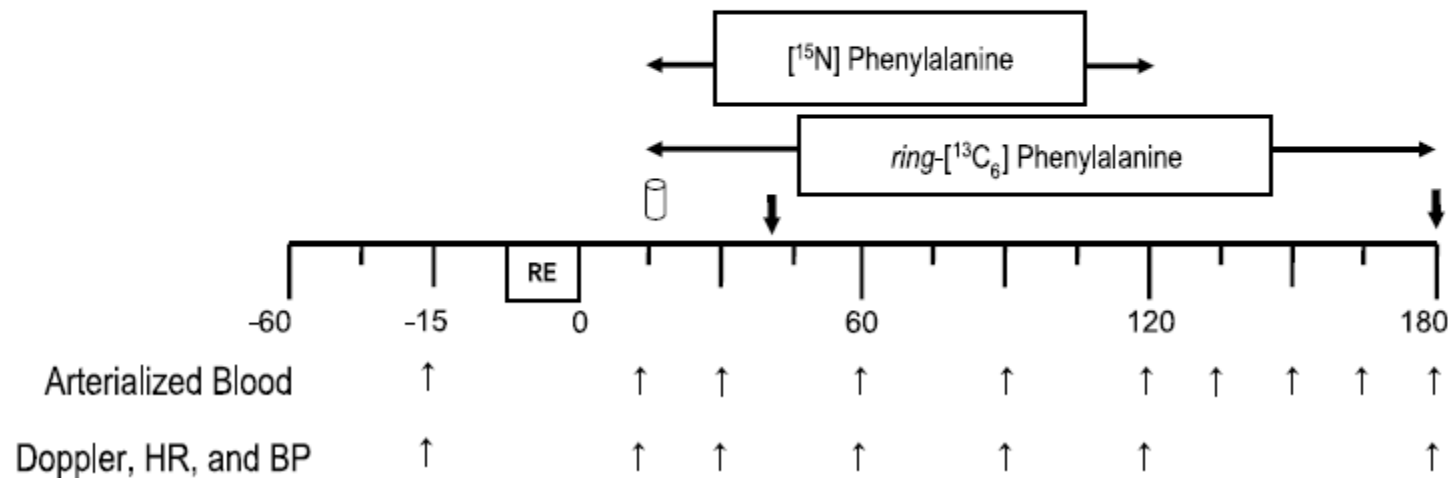 [¹⁵N] Phenylalanine
ring-[¹³C₆] Phenylalanine
RE
-60 -15 0 60 120 180
Arterialized Blood
Doppler, HR, and BP